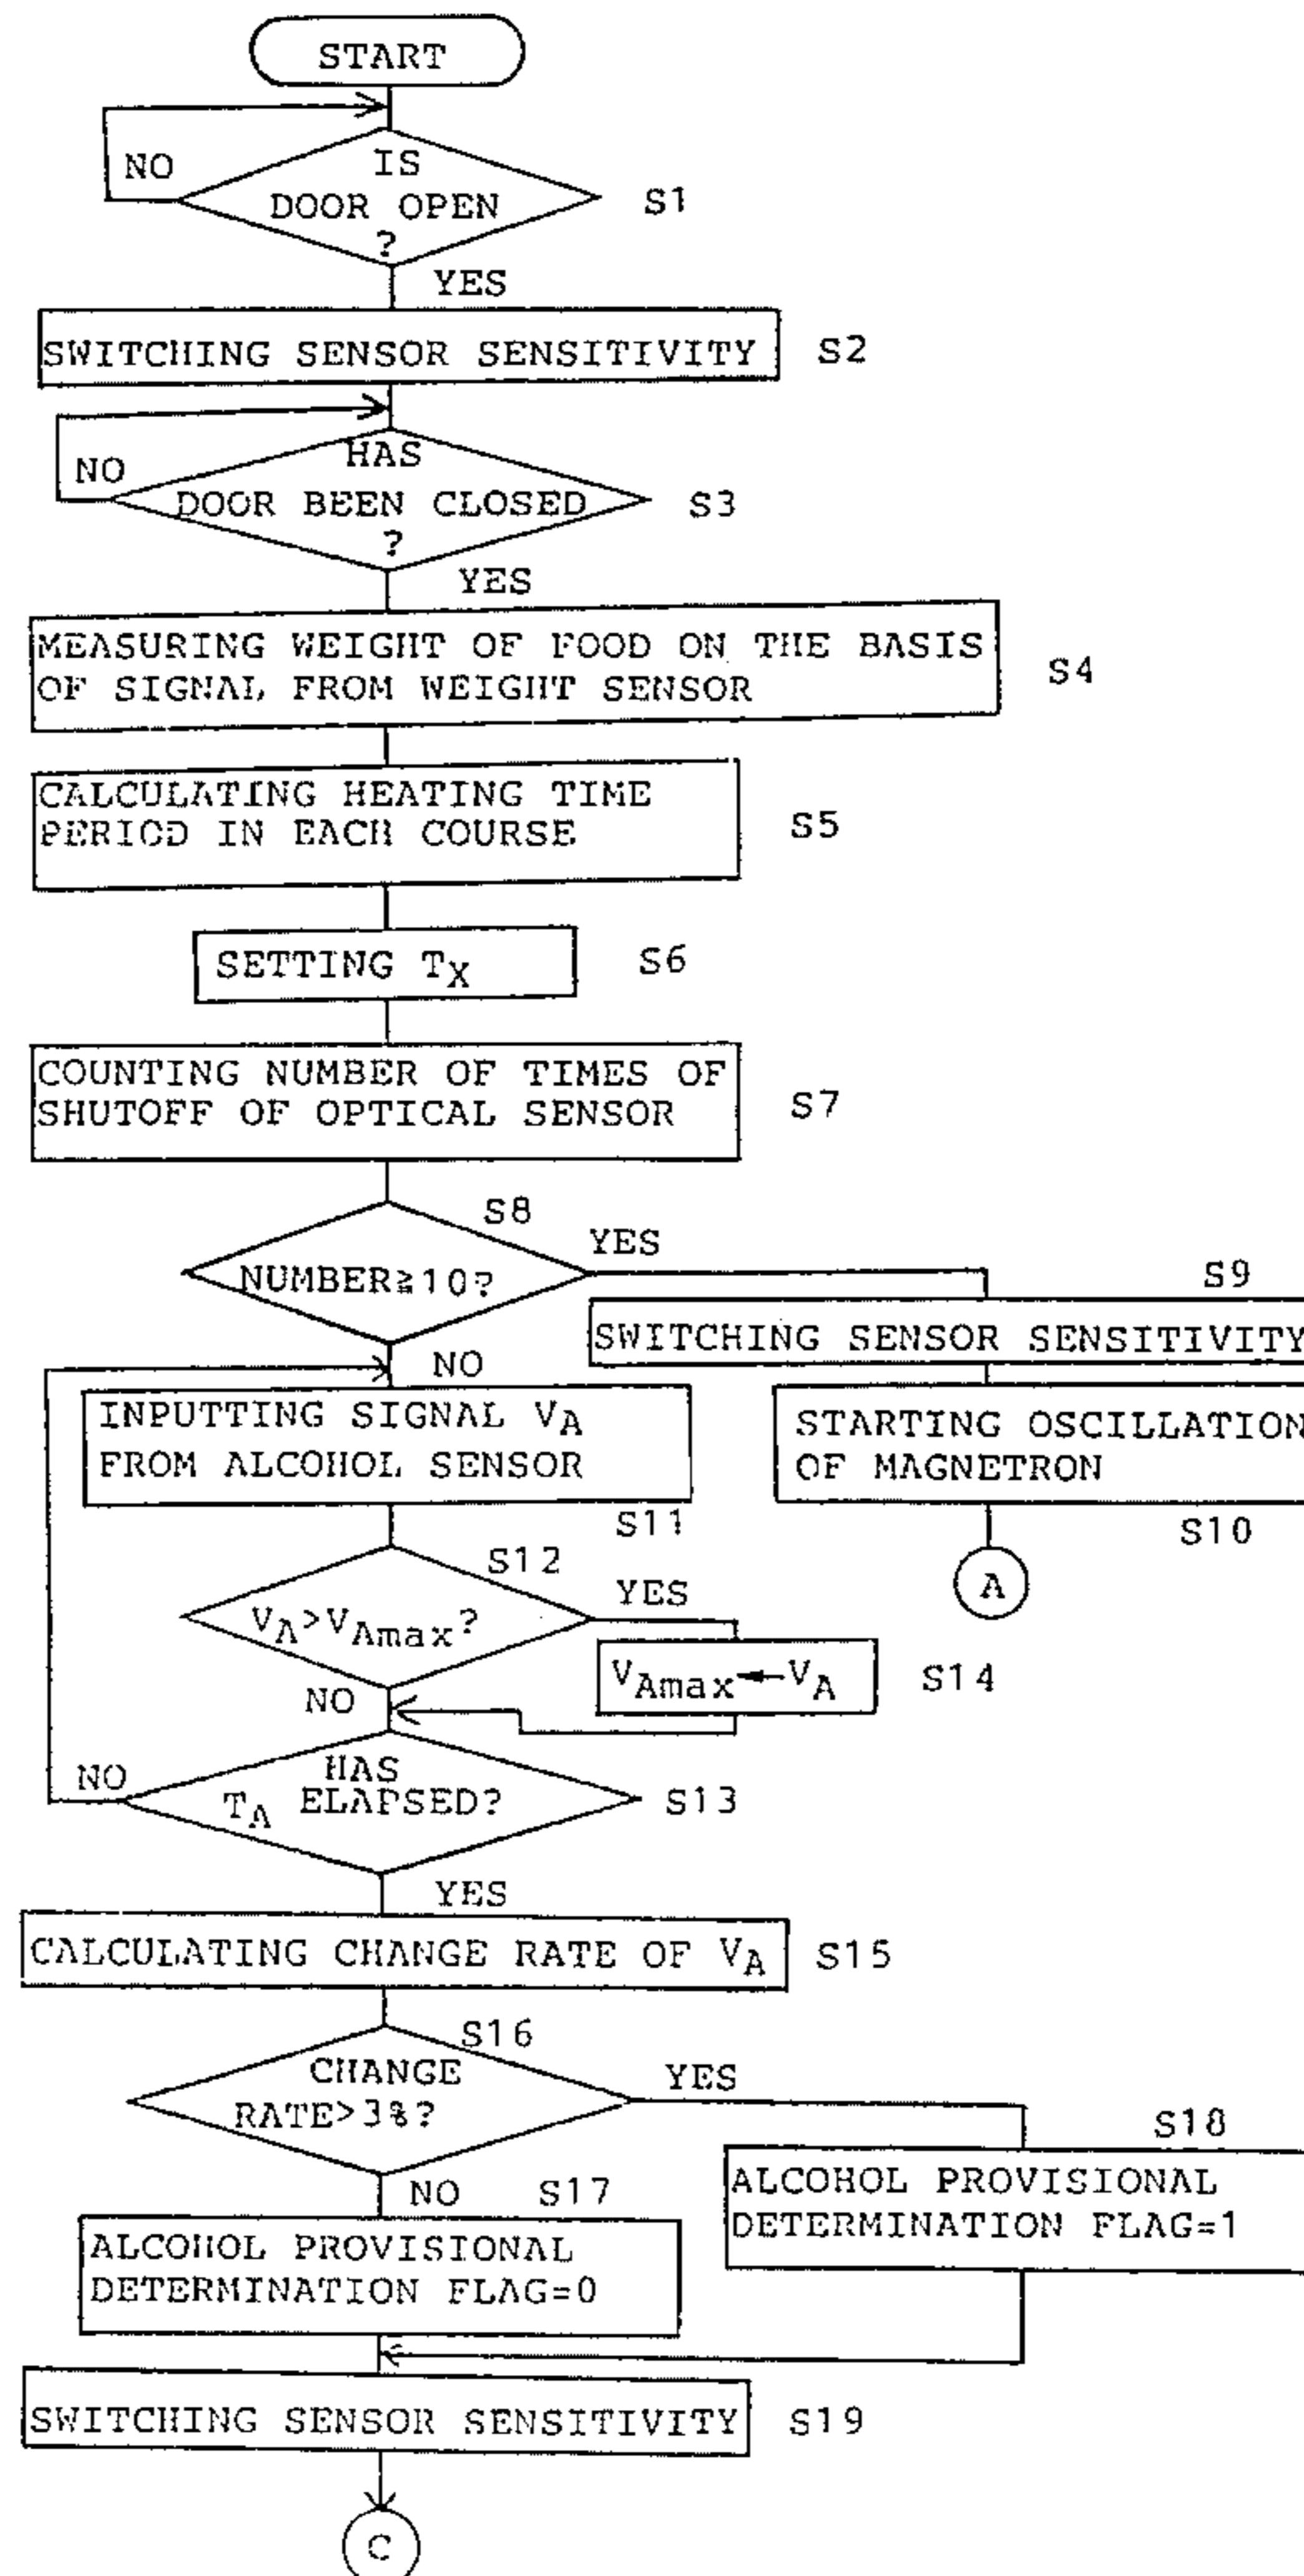 START
NO
IS
DOOR OPEN
?
S1
YES
SWITCHING SENSOR SENSITIVITY
S2
NO
HAS
DOOR BEEN CLOSED
?
S3
YES
MEASURING WEIGHT OF FOOD ON THE BASIS
OF SIGNAL FROM WEIGHT SENSOR
S4
CALCULATING HEATING TIME
PERIOD IN EACH COURSE
S5
SETTING TX
S6
COUNTING NUMBER OF TIMES OF
SHUTOFF OF OPTICAL SENSOR
S7
S8
NUMBER≧10?
YES
S9
SWITCHING SENSOR SENSITIVITY
NO
STARTING OSCILLATION
OF MAGNETRON
S10
A
INPUTTING SIGNAL VA
FROM ALCOHOL SENSOR
S11
S12
VA>VAmax?
YES
VAmax←VA
S14
NO
NO
HAS
TA ELAPSED?
S13
YES
CALCULATING CHANGE RATE OF VA
S15
S16
CHANGE
RATE>3%?
YES
S18
ALCOHOL PROVISIONAL
DETERMINATION FLAG=1
NO
S17
ALCOHOL PROVISIONAL
DETERMINATION FLAG=0
SWITCHING SENSOR SENSITIVITY
S19
C